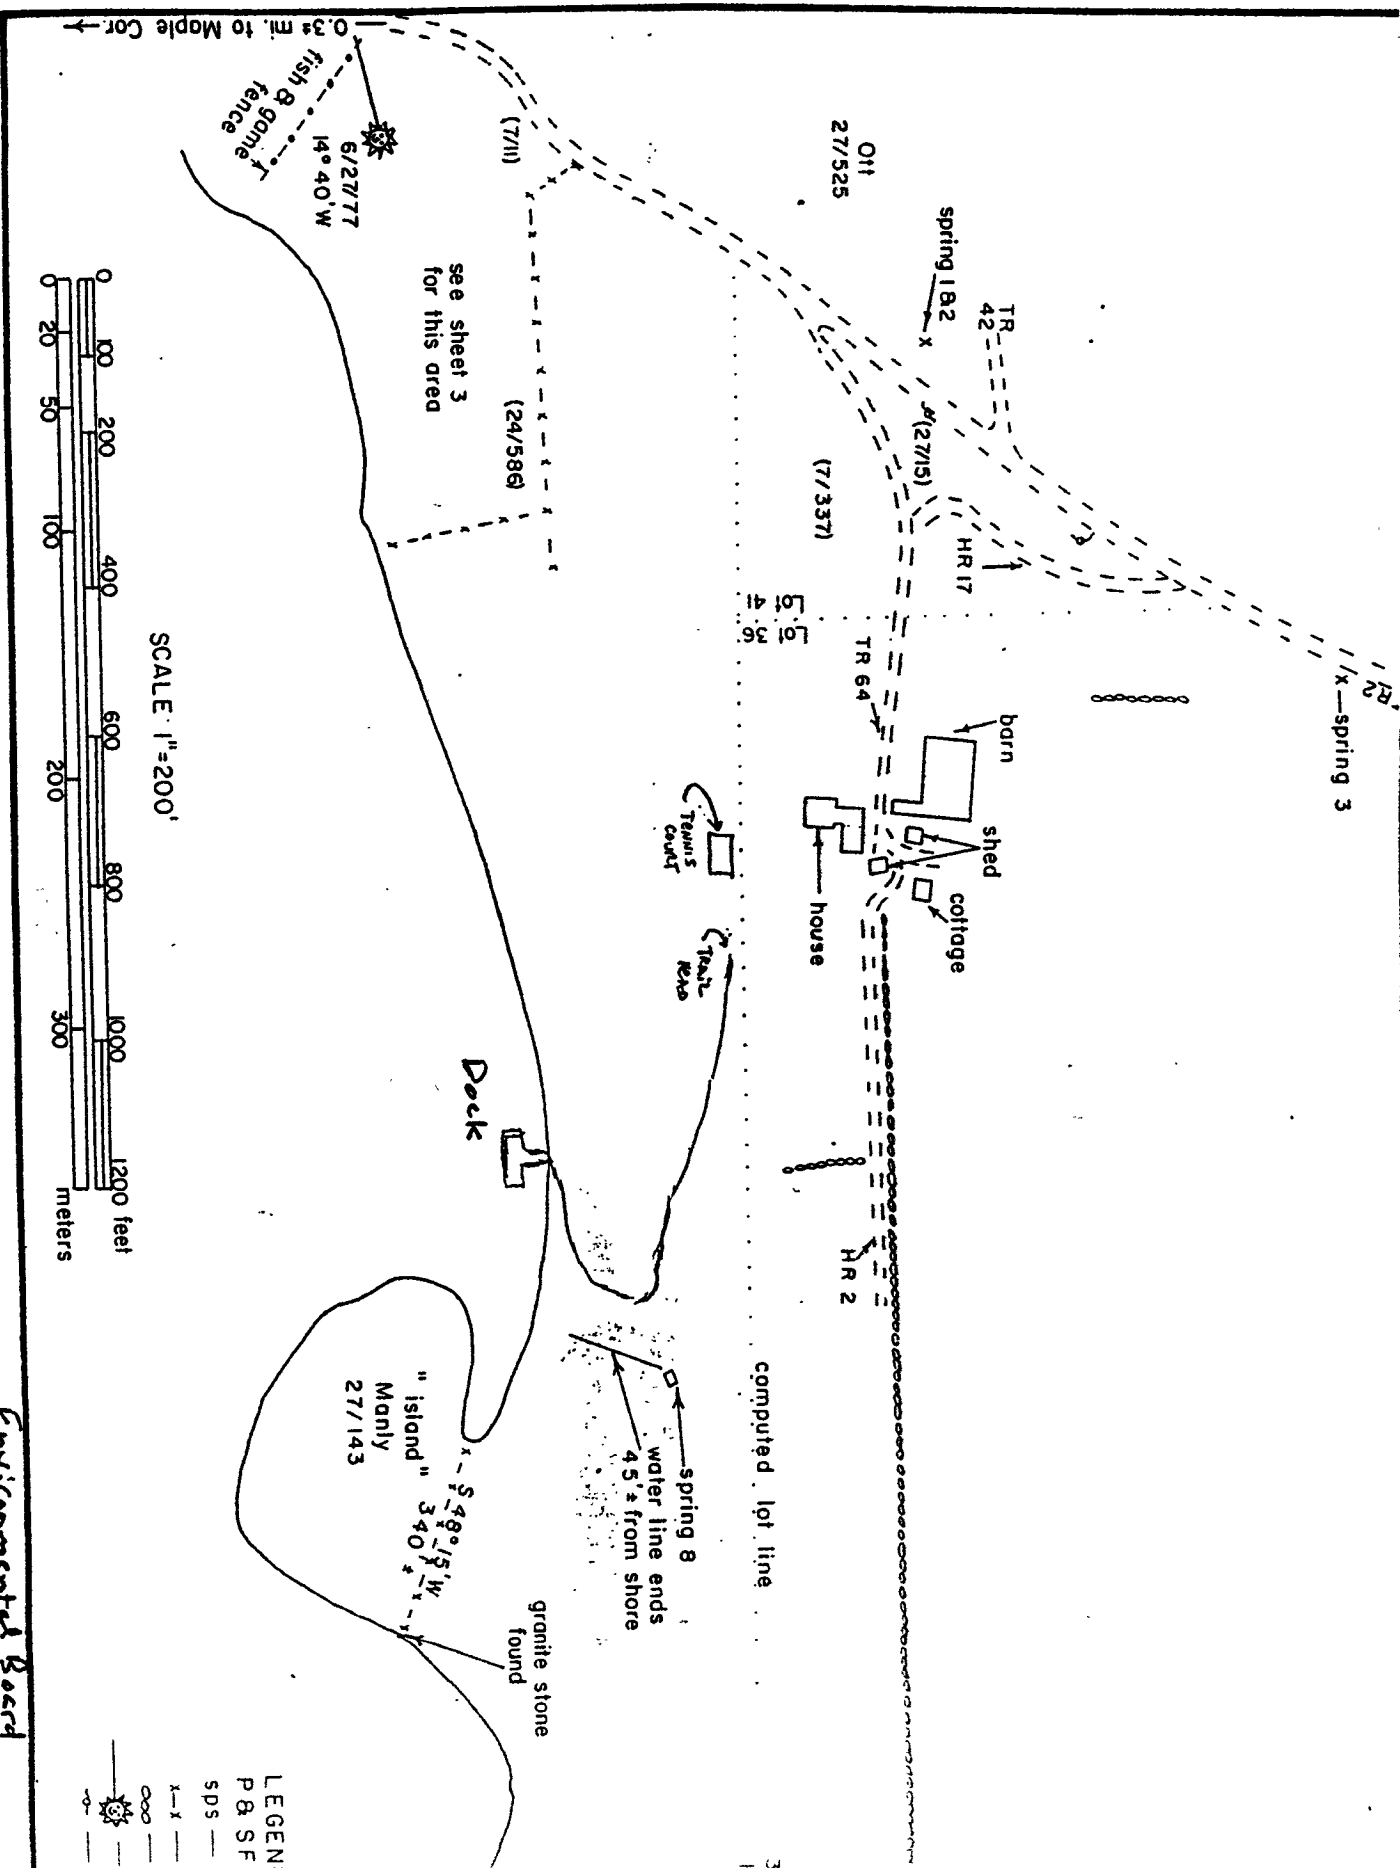 0.3± mi. to Maple Cor.
fish & game
fence
6/27/77
14° 40' W
(7/11)
Ott
27/525
spring 1&2
TR
42
(27/15)
HR 17
(7/337)
see sheet 3
for this area
(24/586)
Lot 41
Lot 36
TR 64
barn
shed
cottage
house
x—spring 3
TENNIS
COURT
TRAIL
HEAD
Dock
HR 2
computed lot line
spring 8
water line ends
45'± from shore
"island"
Manly
27/143
S 48° 15' W
340' ±
granite stone
found
0 100 200 400 600 800 1000 1200 feet
0 20 50 100 200 300 meters
SCALE: 1"=200'
LEGEN
P & SF
sps —
x—x —
ooo —
Environmental Board